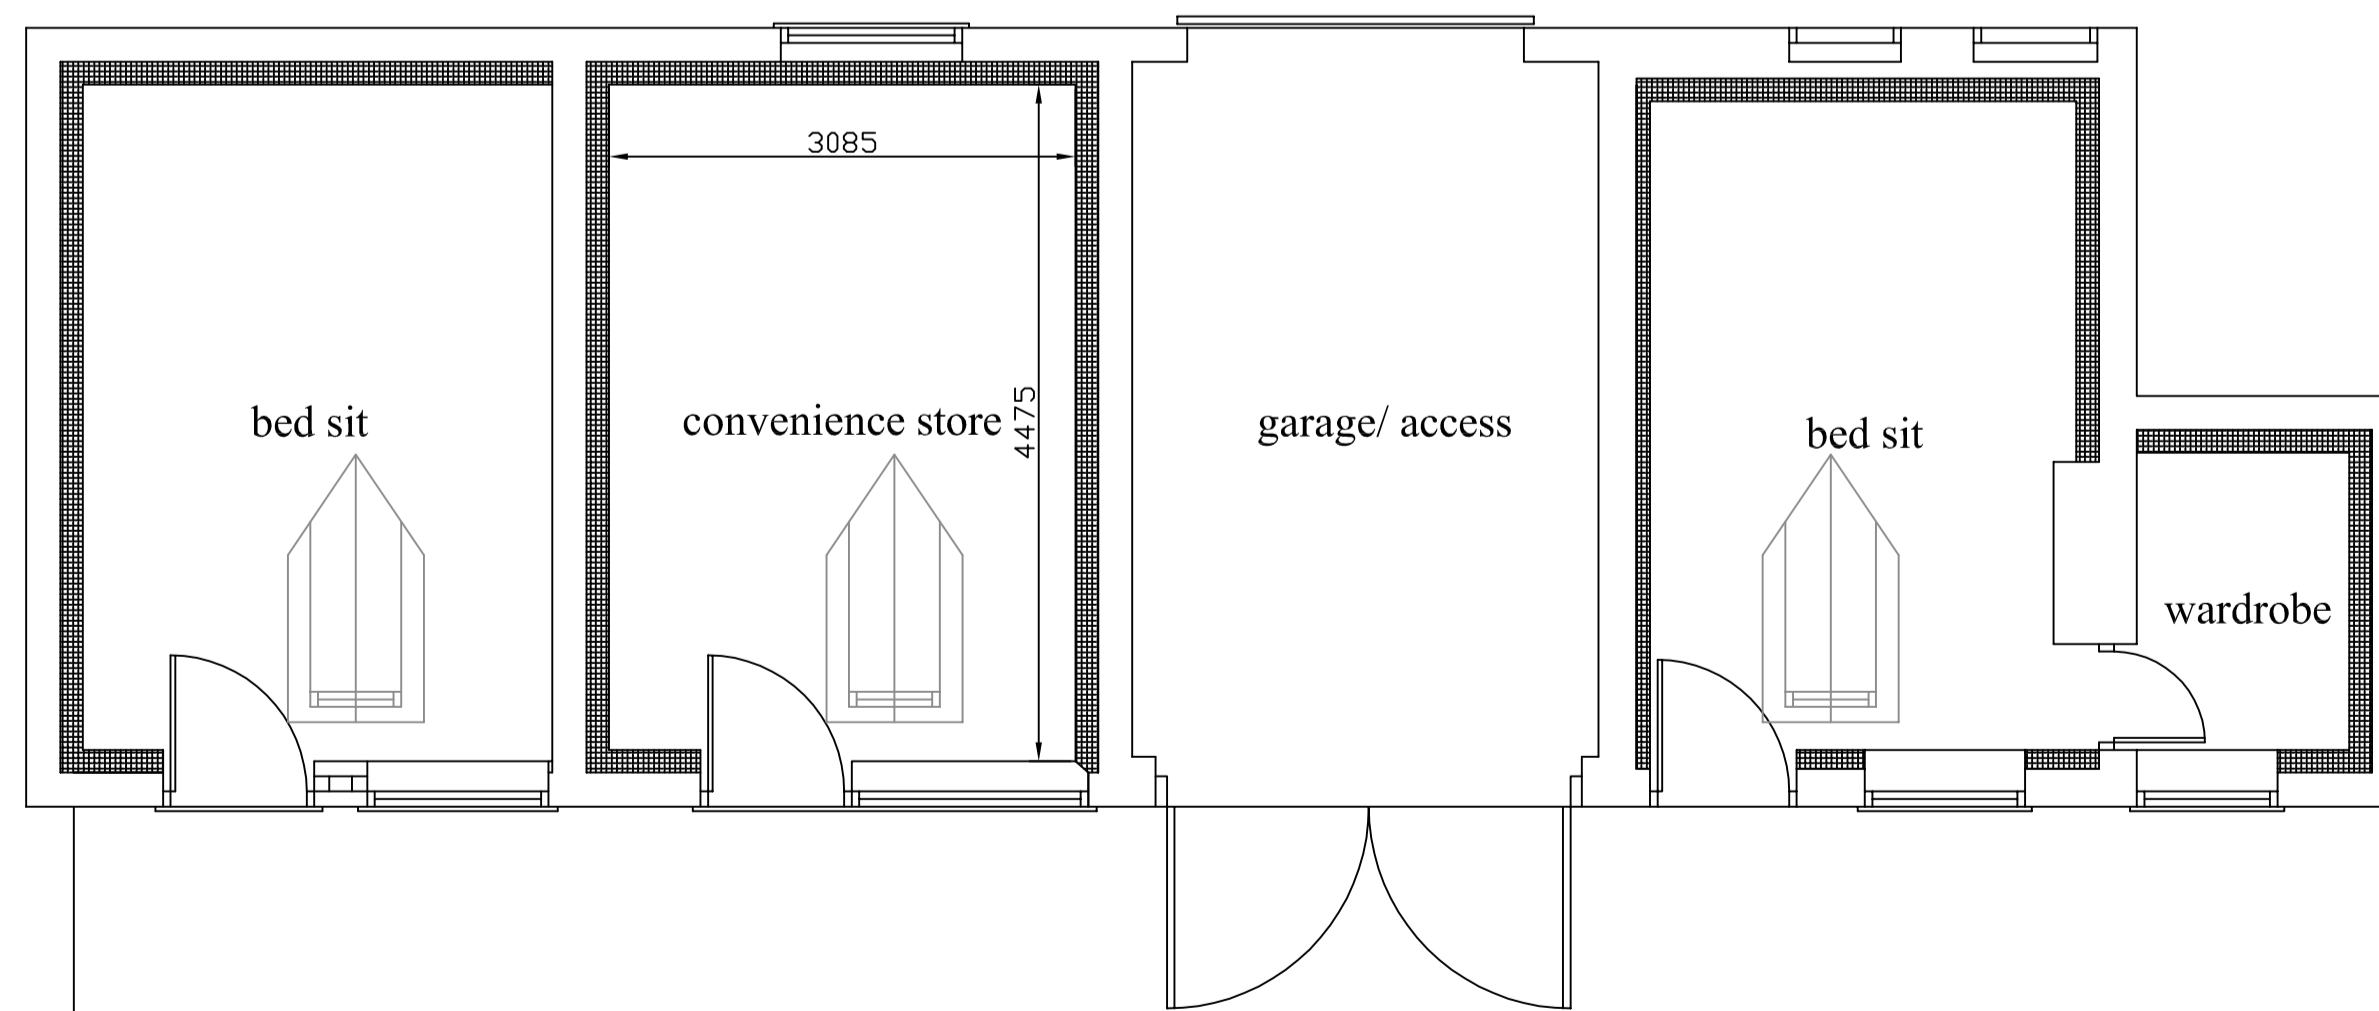 3085
4475
bed sit
convenience store
garage/ access
bed sit
wardrobe